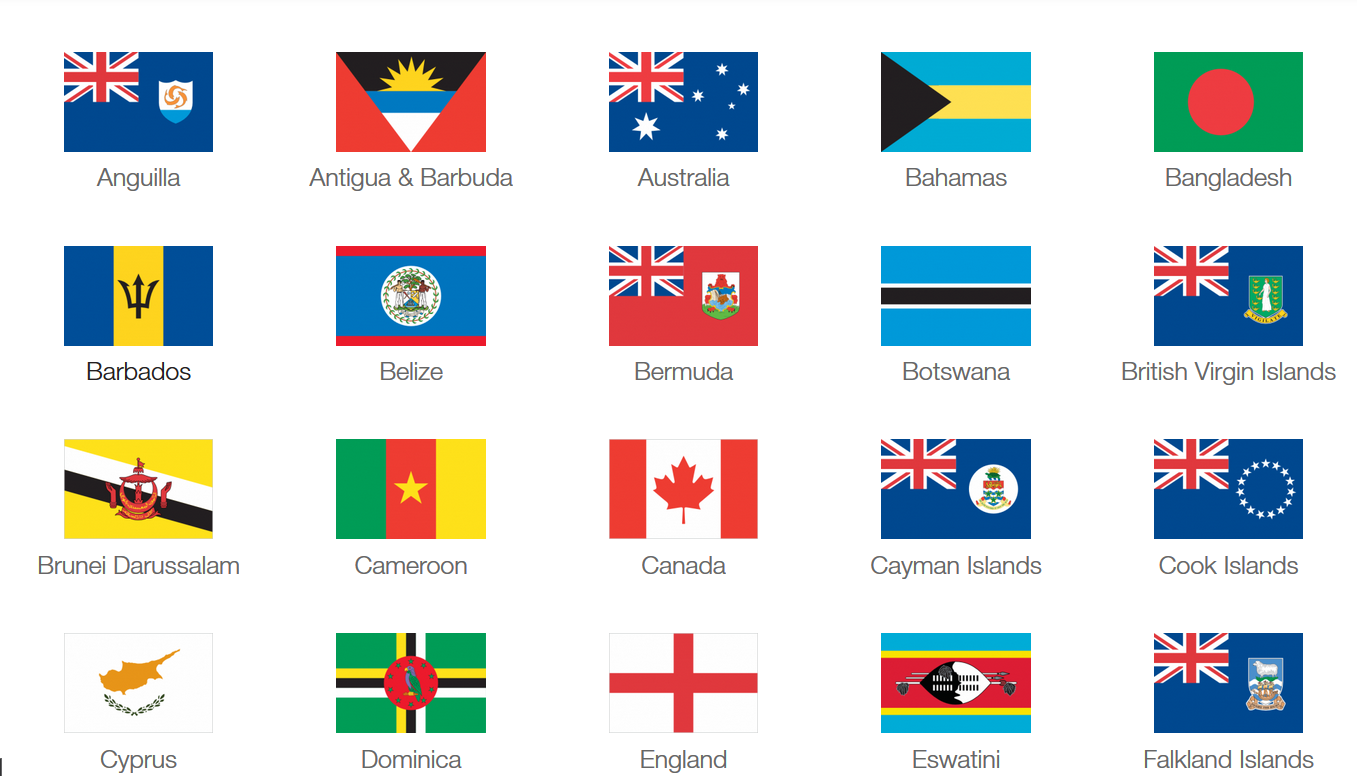 Anguilla
Antigua & Barbuda
Australia
Bahamas
Bangladesh
Barbados
Belize
Bermuda
Botswana
British Virgin Islands
Brunei Darussalam
Cameroon
Canada
Cayman Islands
Cook Islands
Cyprus
Dominica
England
Eswatini
Falkland Islands